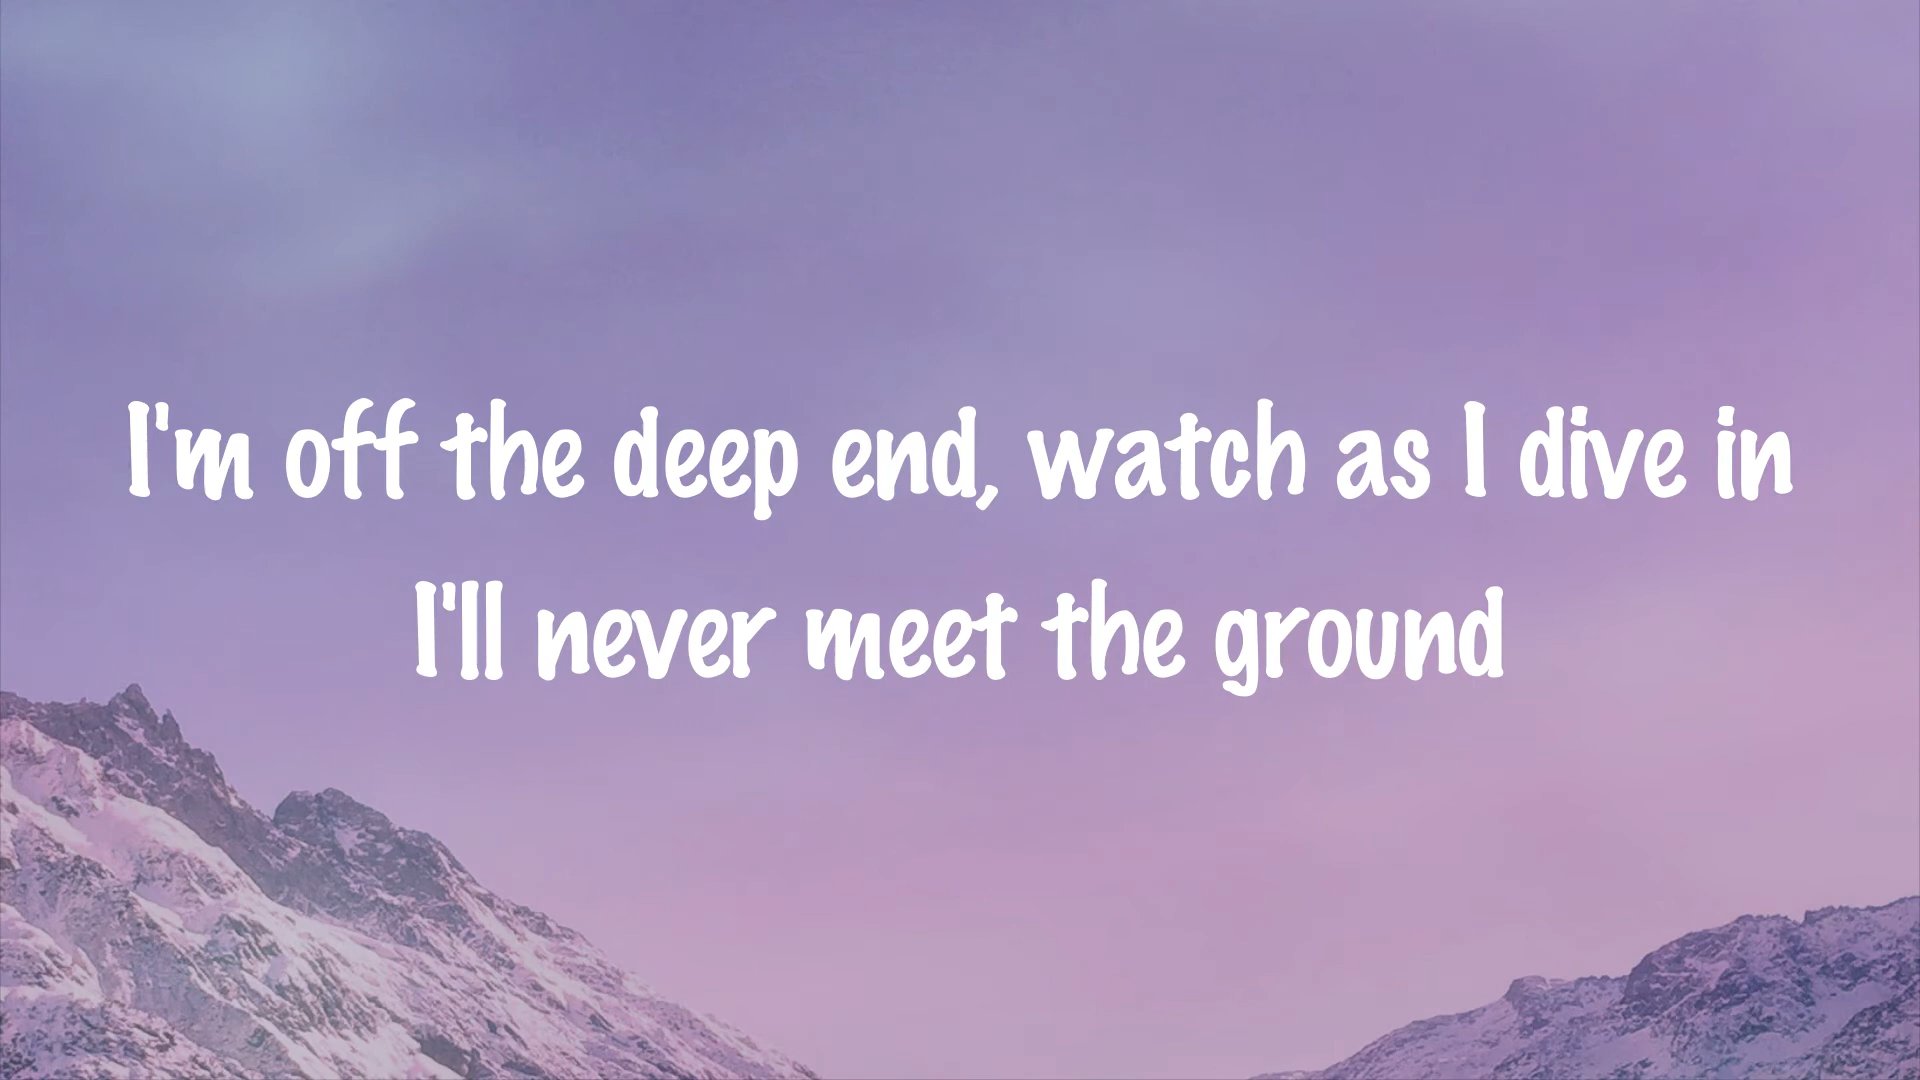 I'm off the deep end, watch as I dive in
I'll never meet the ground